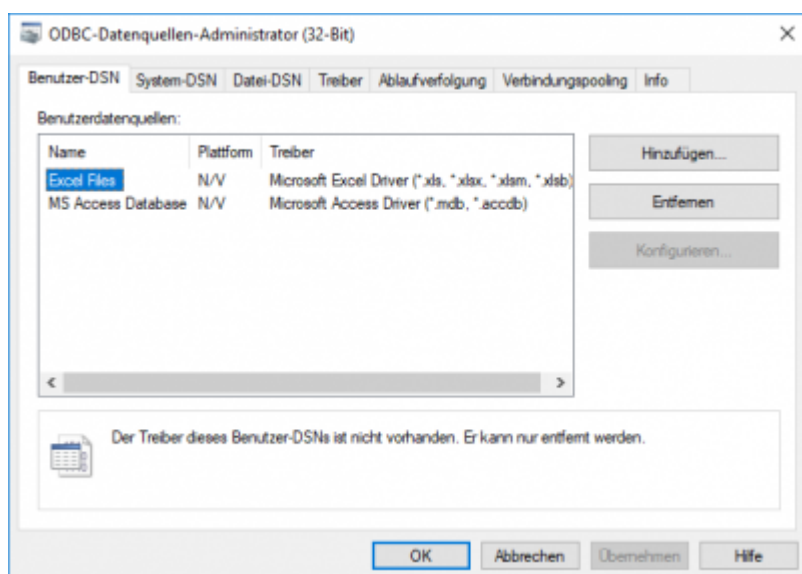 ODBC-Datenquellen-Administrator (32-Bit)
Benutzer-DSN System-DSN Datei-DSN Treiber Ablaufverfolgung Verbindungspooling Info
Benutzerdatenquellen:
Name Plattform Treiber
Excel Files N/V Microsoft Excel Driver (*.xls, *.xlsx, *.xlsm, *.xlsb)
MS Access Database N/V Microsoft Access Driver (*.mdb, *.accdb)
Hinzufügen...
Entfernen
Konfigurieren...
Der Treiber dieses Benutzer-DSNs ist nicht vorhanden. Er kann nur entfernt werden.
OK Abbrechen Übernehmen Hilfe